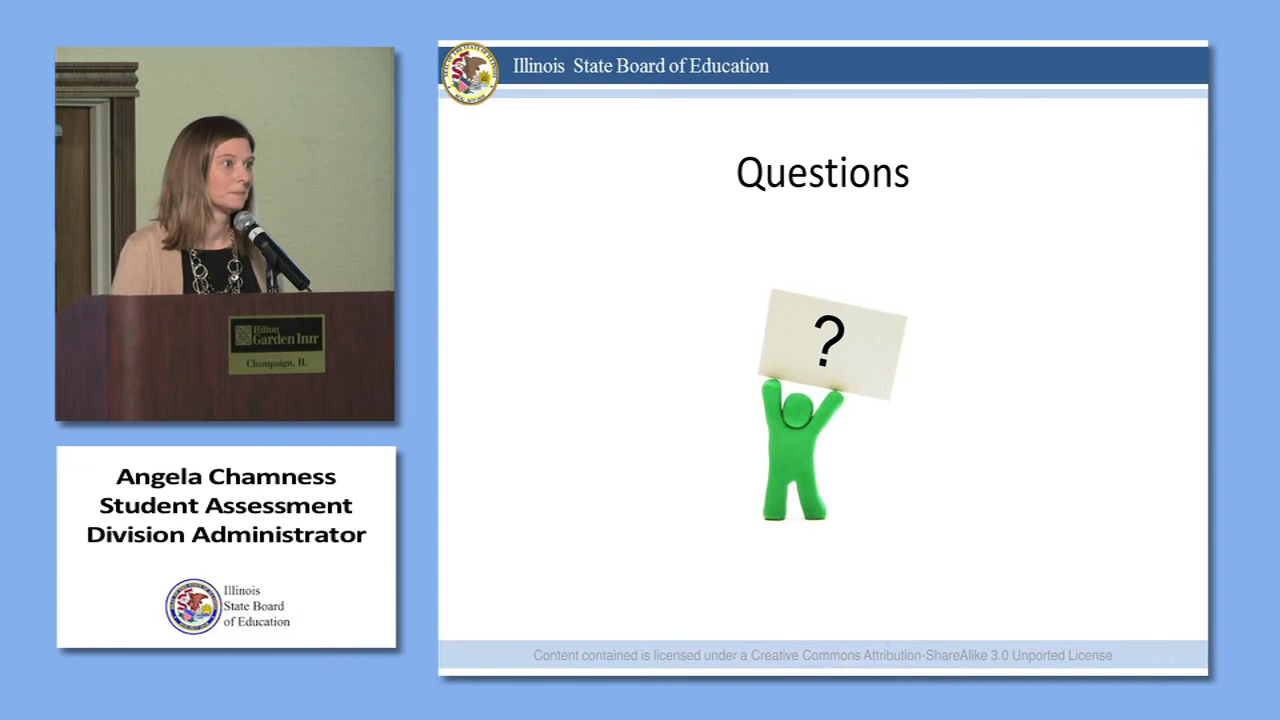 Illinois State Board of Education
Questions
?
Hilton
Garden Inn
Champaign, IL
Angela Chamness
Student Assessment
Division Administrator
Illinois
State Board
of Education
Content contained is licensed under a Creative Commons Attribution-ShareAlike 3.0 Unported License